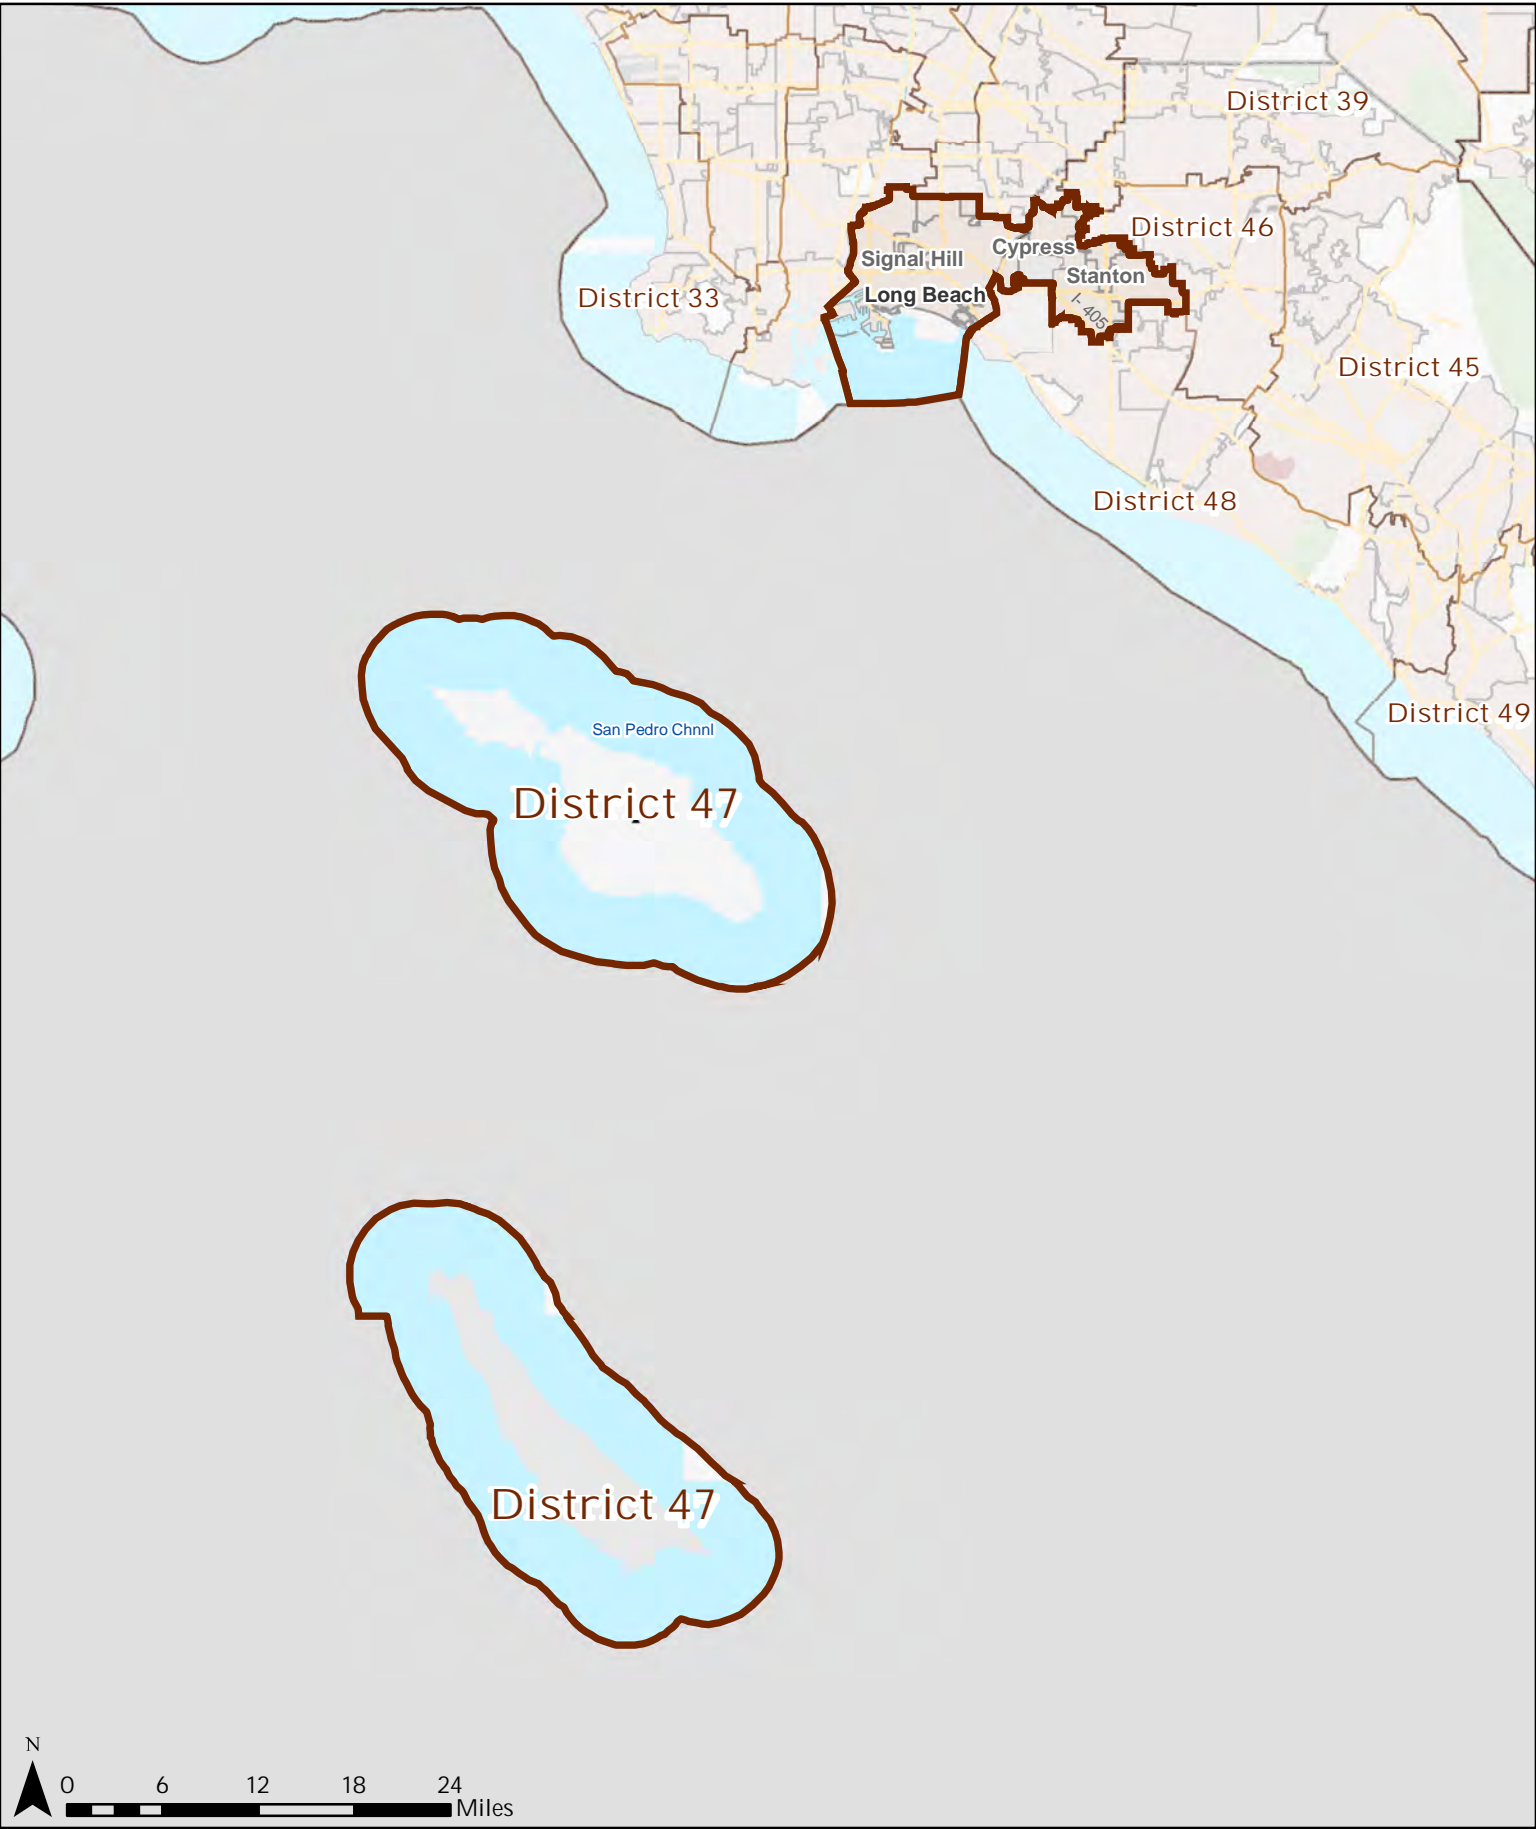 District 39
District 46
Cypress
Signal Hill
Stanton
Long Beach
District 33
I- 405
District 45
District 48
District 49
San Pedro Chnnl
District 47
District 47
N
0 6 12 18 24
Miles